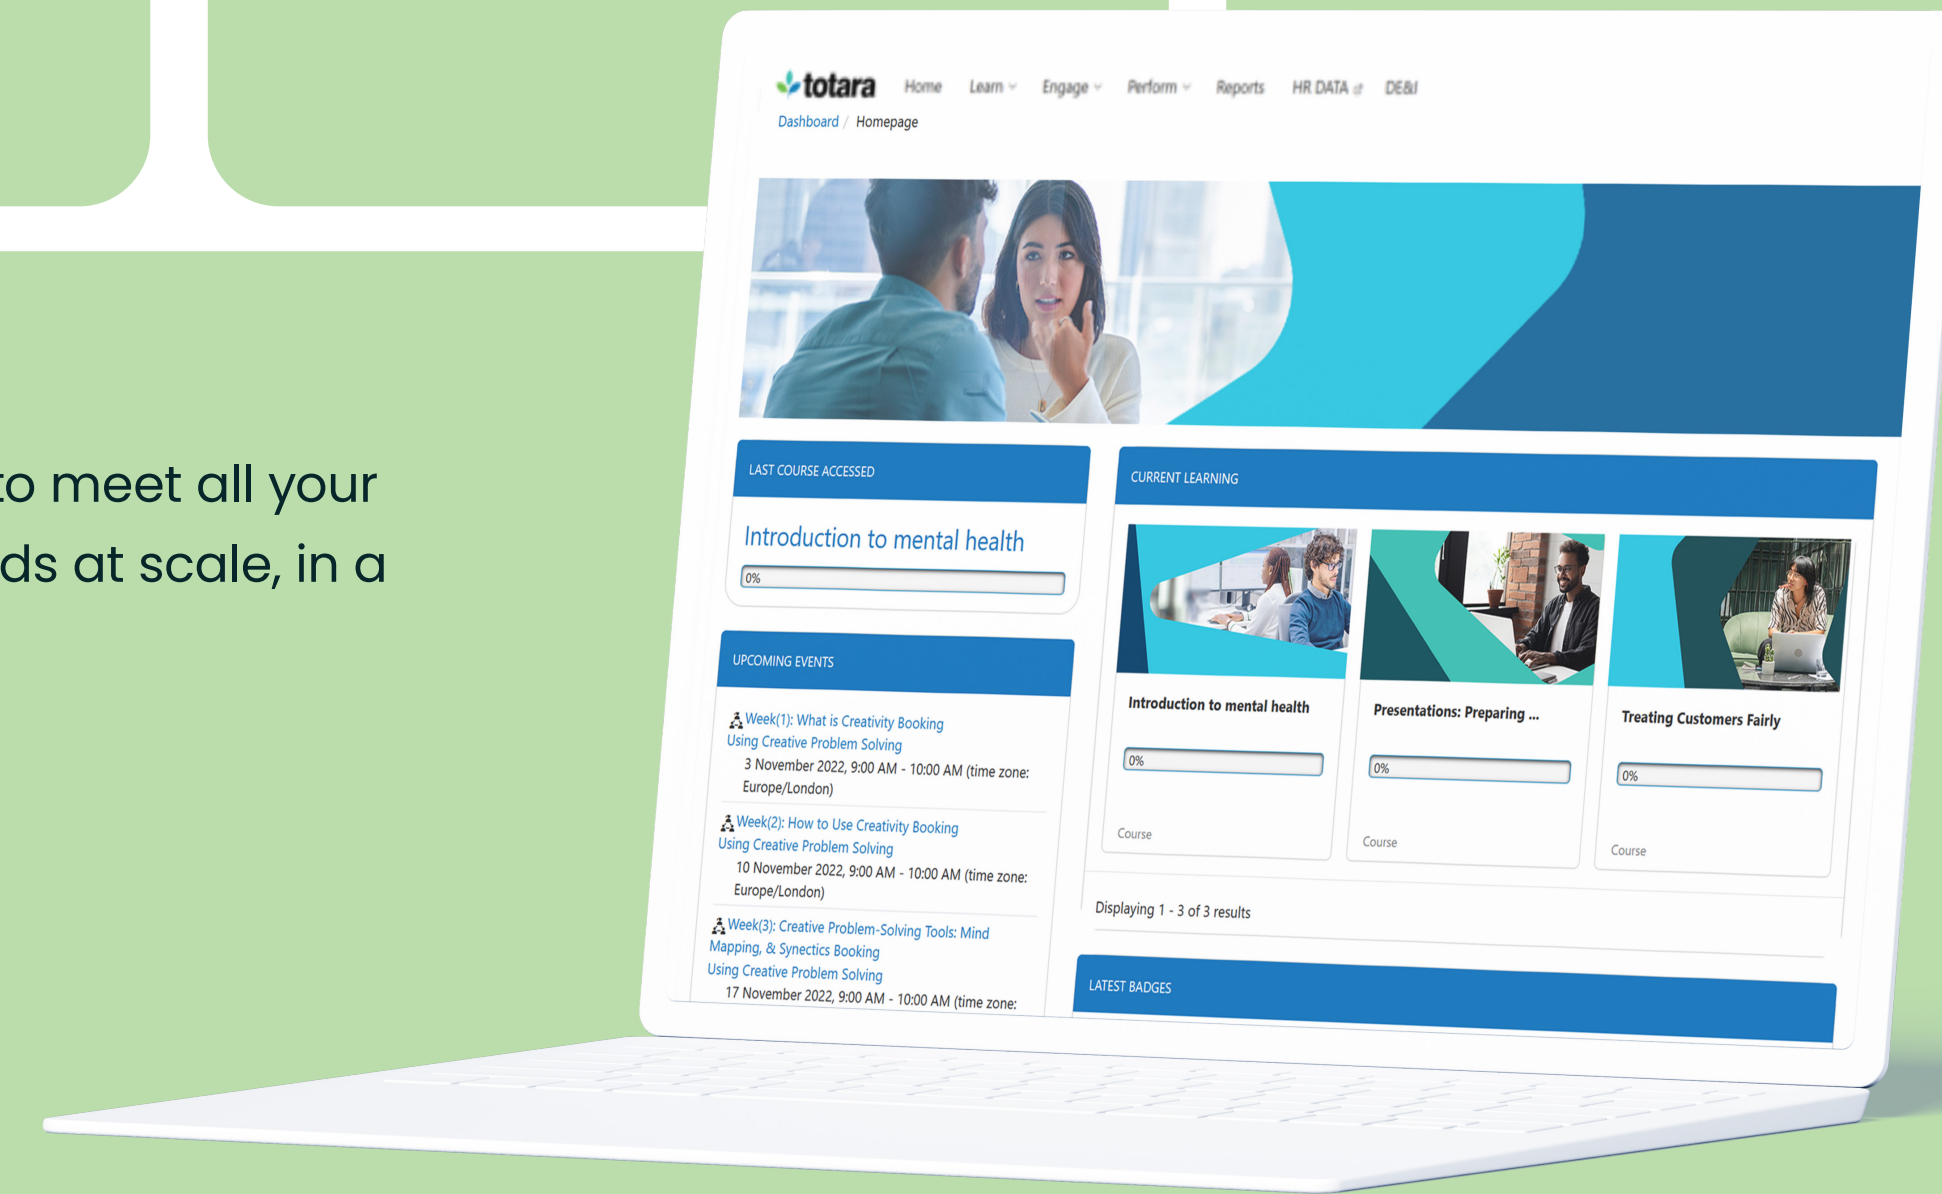 to meet all your
ds at scale, in a
totara
Home Learn Engage Perform Reports HR DATA DE&I
Dashboard / Homepage
LAST COURSE ACCESSED
Introduction to mental health
0%
UPCOMING EVENTS
Week(1): What is Creativity Booking
Using Creative Problem Solving
3 November 2022, 9:00 AM - 10:00 AM (time zone:
Europe/London)
Week(2): How to Use Creativity Booking
Using Creative Problem Solving
10 November 2022, 9:00 AM - 10:00 AM (time zone:
Europe/London)
Week(3): Creative Problem-Solving Tools: Mind
Mapping, & Synectics Booking
Using Creative Problem Solving
17 November 2022, 9:00 AM - 10:00 AM (time zone:
CURRENT LEARNING
Introduction to mental health
0%
Course
Presentations: Preparing ...
0%
Course
Treating Customers Fairly
0%
Course
Displaying 1 - 3 of 3 results
LATEST BADGES